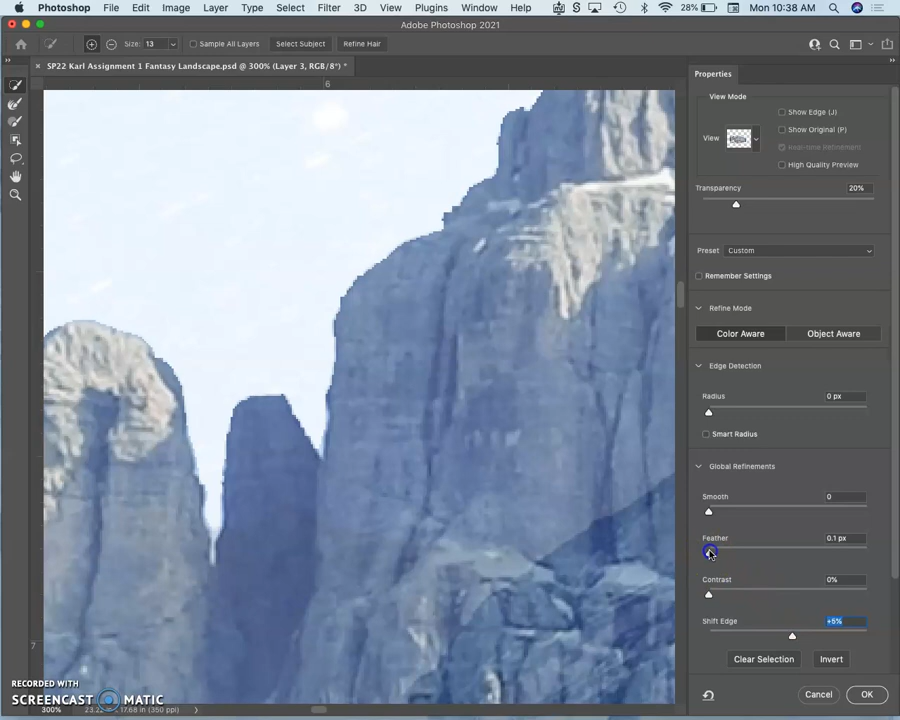 Photoshop File Edit Image Layer Type Select Filter 3D View Plugins Window Help 28% Mon 10:38 AM
Adobe Photoshop 2021
Size: 13 Sample All Layers Select Subject Refine Hair
× SP22 Karl Assignment 1 Fantasy Landscape.psd @ 300% (Layer 3, RGB/8*) *
6
7
Properties
View Mode
Show Edge (J)
View
Show Original (P)
Real-time Refinement
High Quality Preview
Transparency 20%
Preset Custom
Remember Settings
Refine Mode
Color Aware Object Aware
Edge Detection
Radius 0 px
Smart Radius
Global Refinements
Smooth 0
Feather 0.1 px
Contrast 0%
Shift Edge +5%
Clear Selection Invert
Cancel OK
RECORDED WITH
SCREENCAST MATIC
300%